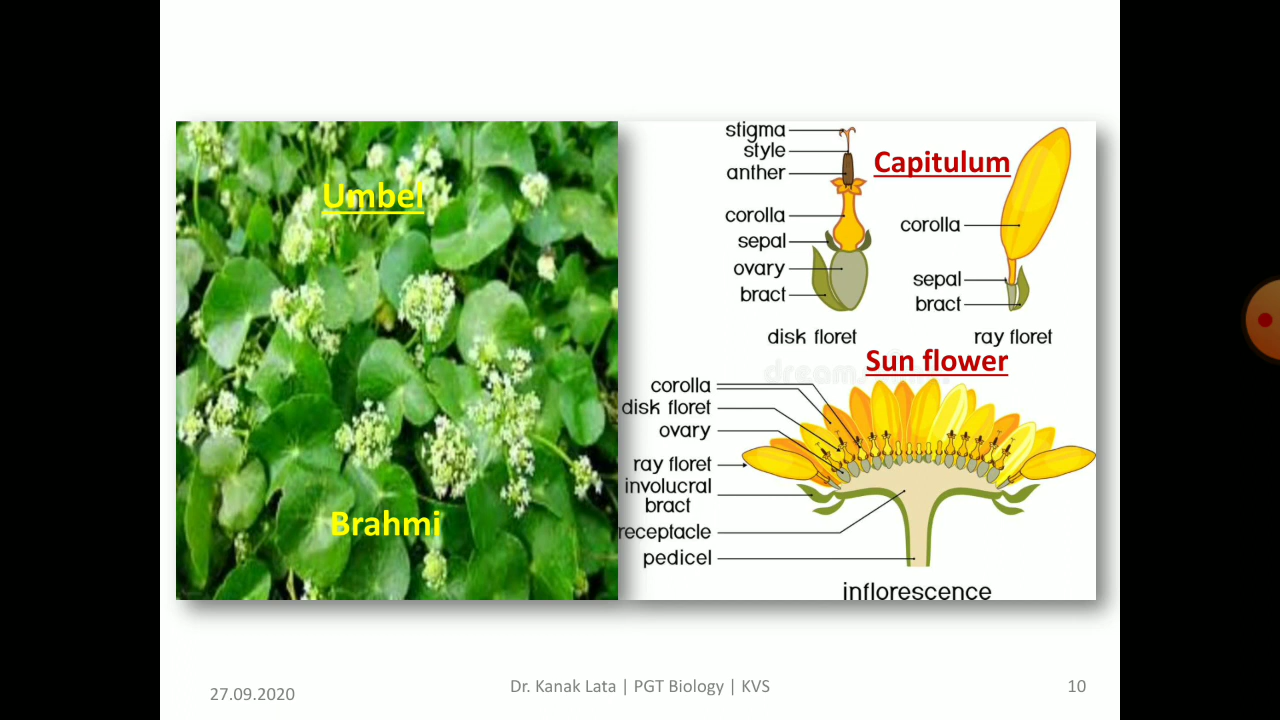 Umbel
Brahmi
stigma
style
anther
corolla
sepal
ovary
bract
disk floret
Capitulum
corolla
sepal
bract
ray floret
Sun flower
corolla
disk floret
ovary
ray floret
involucral
bract
receptacle
pedicel
inflorescence
27.09.2020
Dr. Kanak Lata | PGT Biology | KVS
10